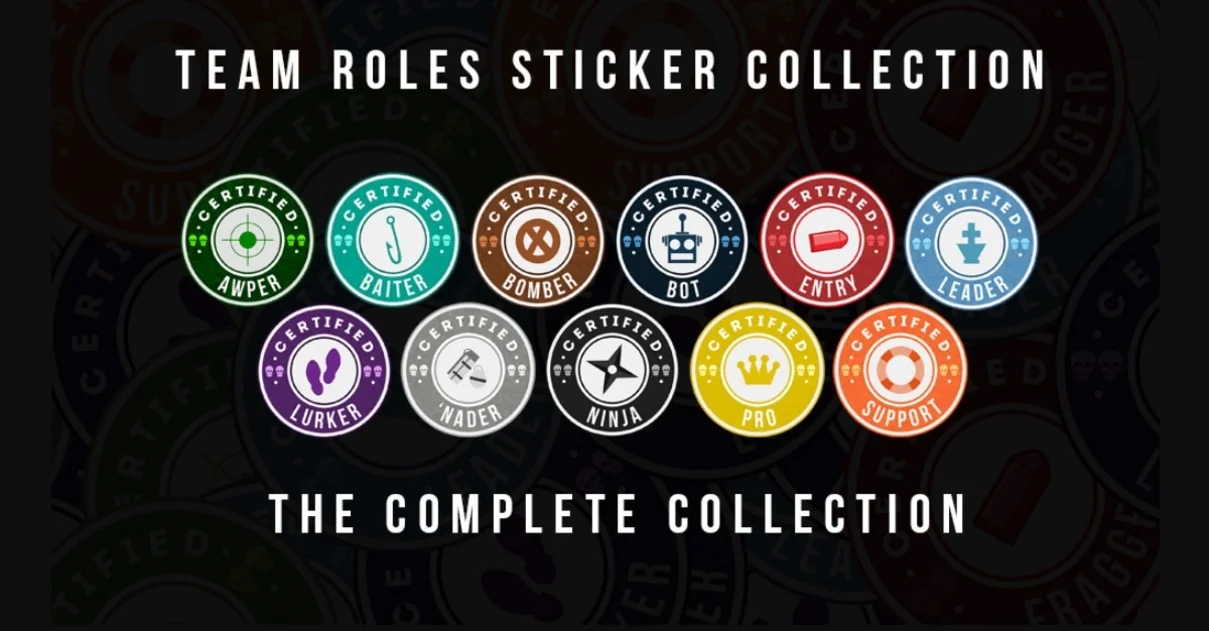 TEAM ROLES STICKER COLLECTION
CERTIFIED AWPER
CERTIFIED BAITER
CERTIFIED BOMBER
CERTIFIED BOT
CERTIFIED ENTRY
CERTIFIED LEADER
CERTIFIED LURKER
CERTIFIED 'NADER
CERTIFIED NINJA
CERTIFIED PRO
CERTIFIED SUPPORT
THE COMPLETE COLLECTION